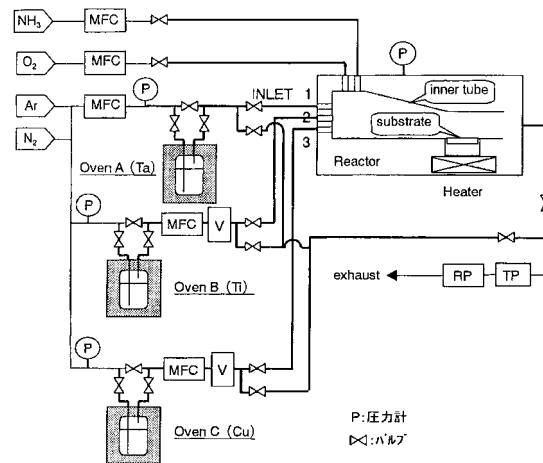 NH₃
MFC
O₂
MFC
P
P
Ar
MFC
INLET
1
inner tube
N₂
2
substrate
3
Oven A (Ta)
Reactor
P
MFC
V
Heater
exhaust
RP
TP
Oven B (Ti)
P
MFC
V
P:圧力計
:バルブ
Oven C (Cu)